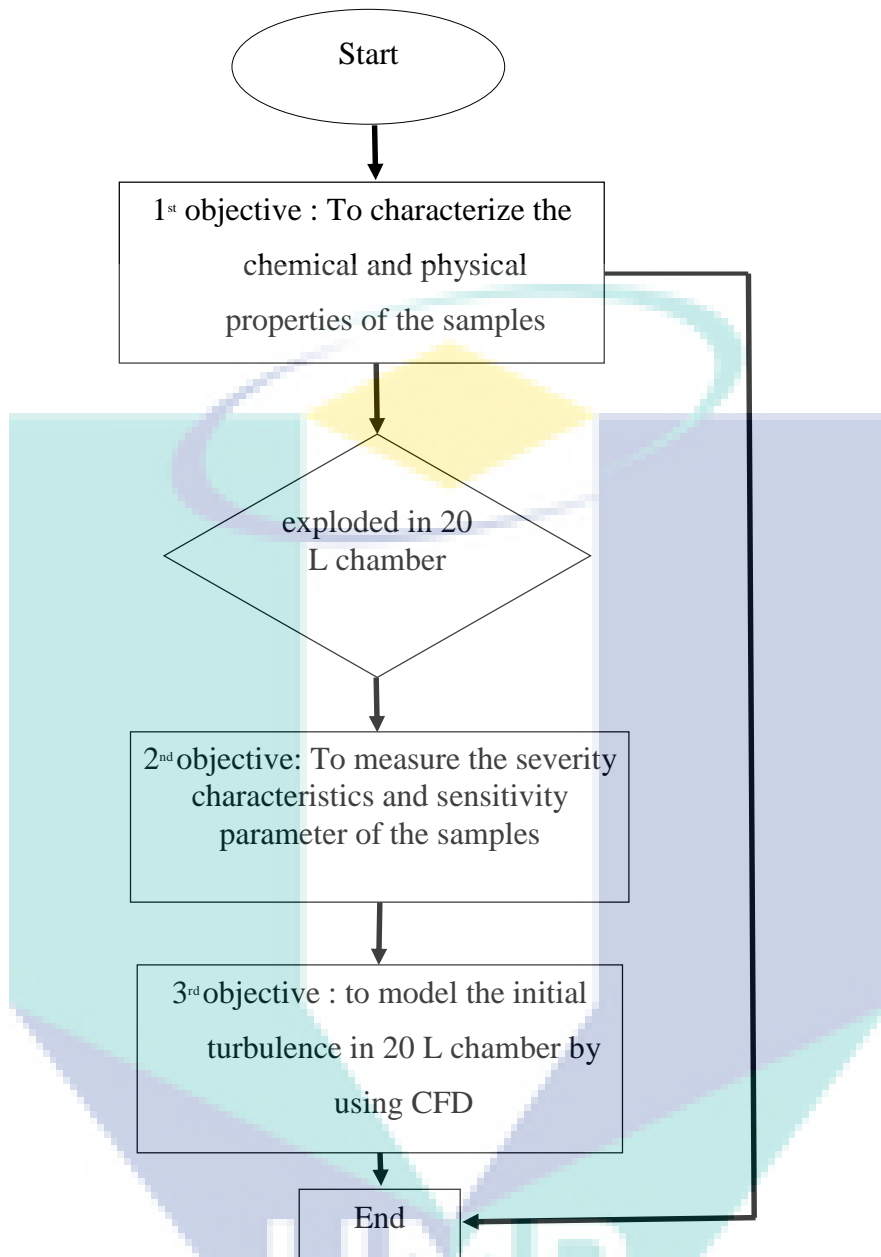 Start
1st objective : To characterize the
chemical and physical
properties of the samples
exploded in 20
L chamber
2nd objective: To measure the severity
characteristics and sensitivity
parameter of the samples
3rd objective : to model the initial
turbulence in 20 L chamber by
using CFD
End